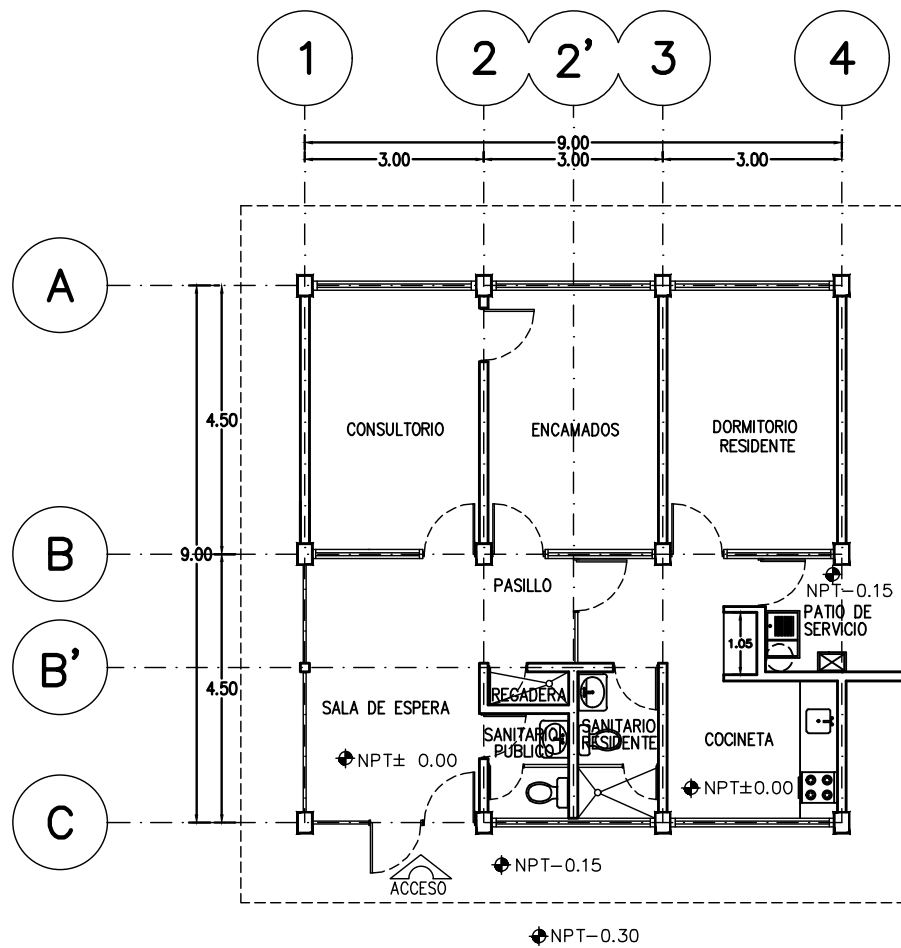 1
2
2'
3
4
9.00
3.00
3.00
3.00
A
4.50
CONSULTORIO
ENCAMADOS
DORMITORIO
RESIDENTE
B
9.00
PASILLO
NPT-0.15
PATIO DE
SERVICIO
1.05
B'
4.50
REGADERA
SALA DE ESPERA
SANITARIO
PUBLICO
SANITARIO
RESIDENTE
COCINETA
NPT± 0.00
NPT±0.00
C
ACCESO
NPT-0.15
NPT-0.30